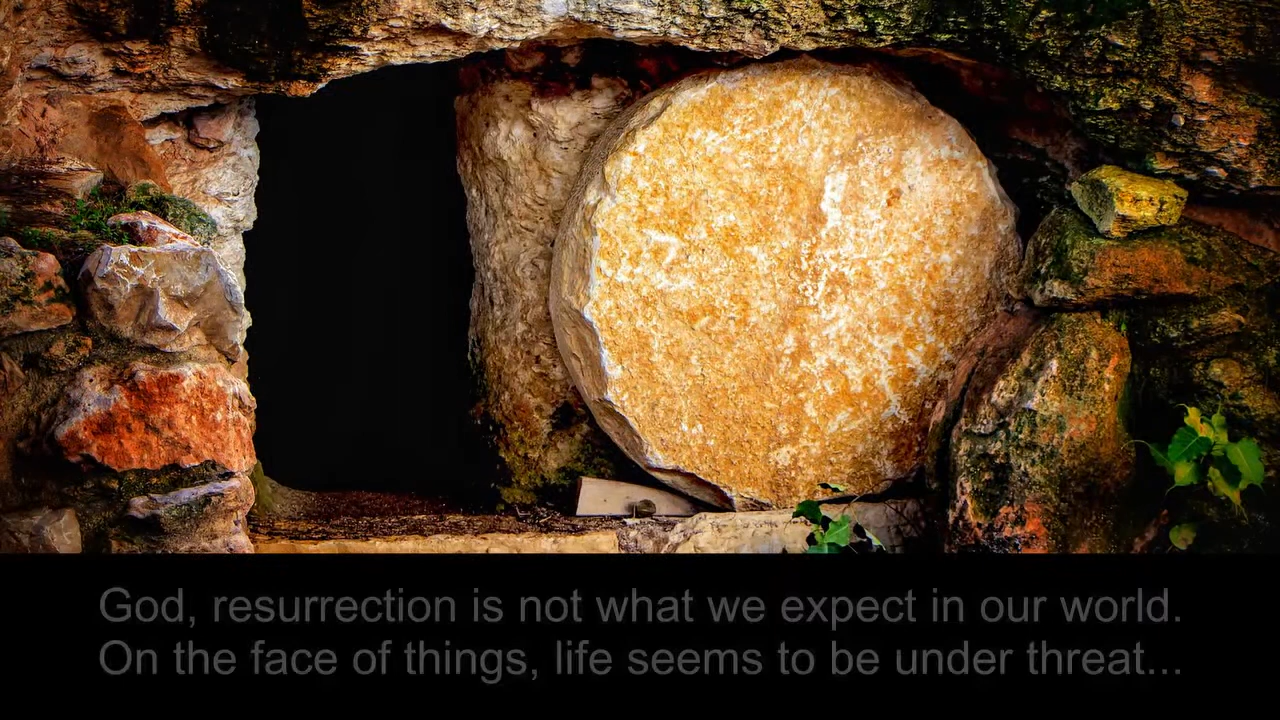 God, resurrection is not what we expect in our world.
On the face of things, life seems to be under threat...